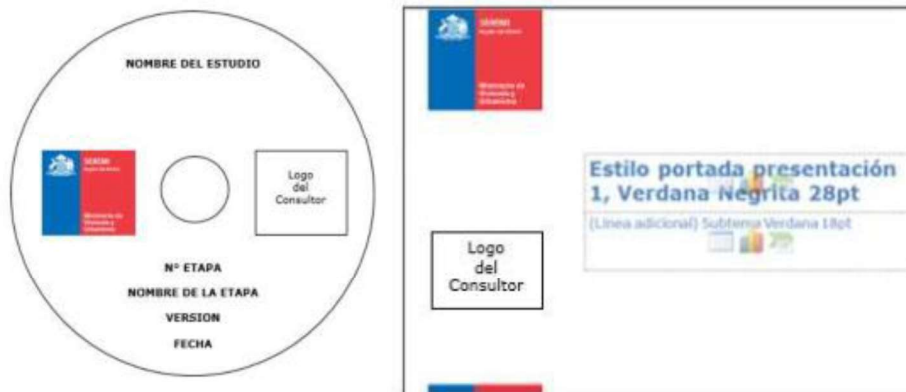 NOMBRE DEL ESTUDIO
SEREMI
Ministerio de
Vivienda y
Urbanismo
Logo
del
Consultor
N° ETAPA
NOMBRE DE LA ETAPA
VERSION
FECHA
SEREMI
Ministerio de
Vivienda y
Urbanismo
Estilo portada presentación
1, Verdana Negrita 28pt
(Línea adicional) Subtema Verdana 18pt
Logo
del
Consultor